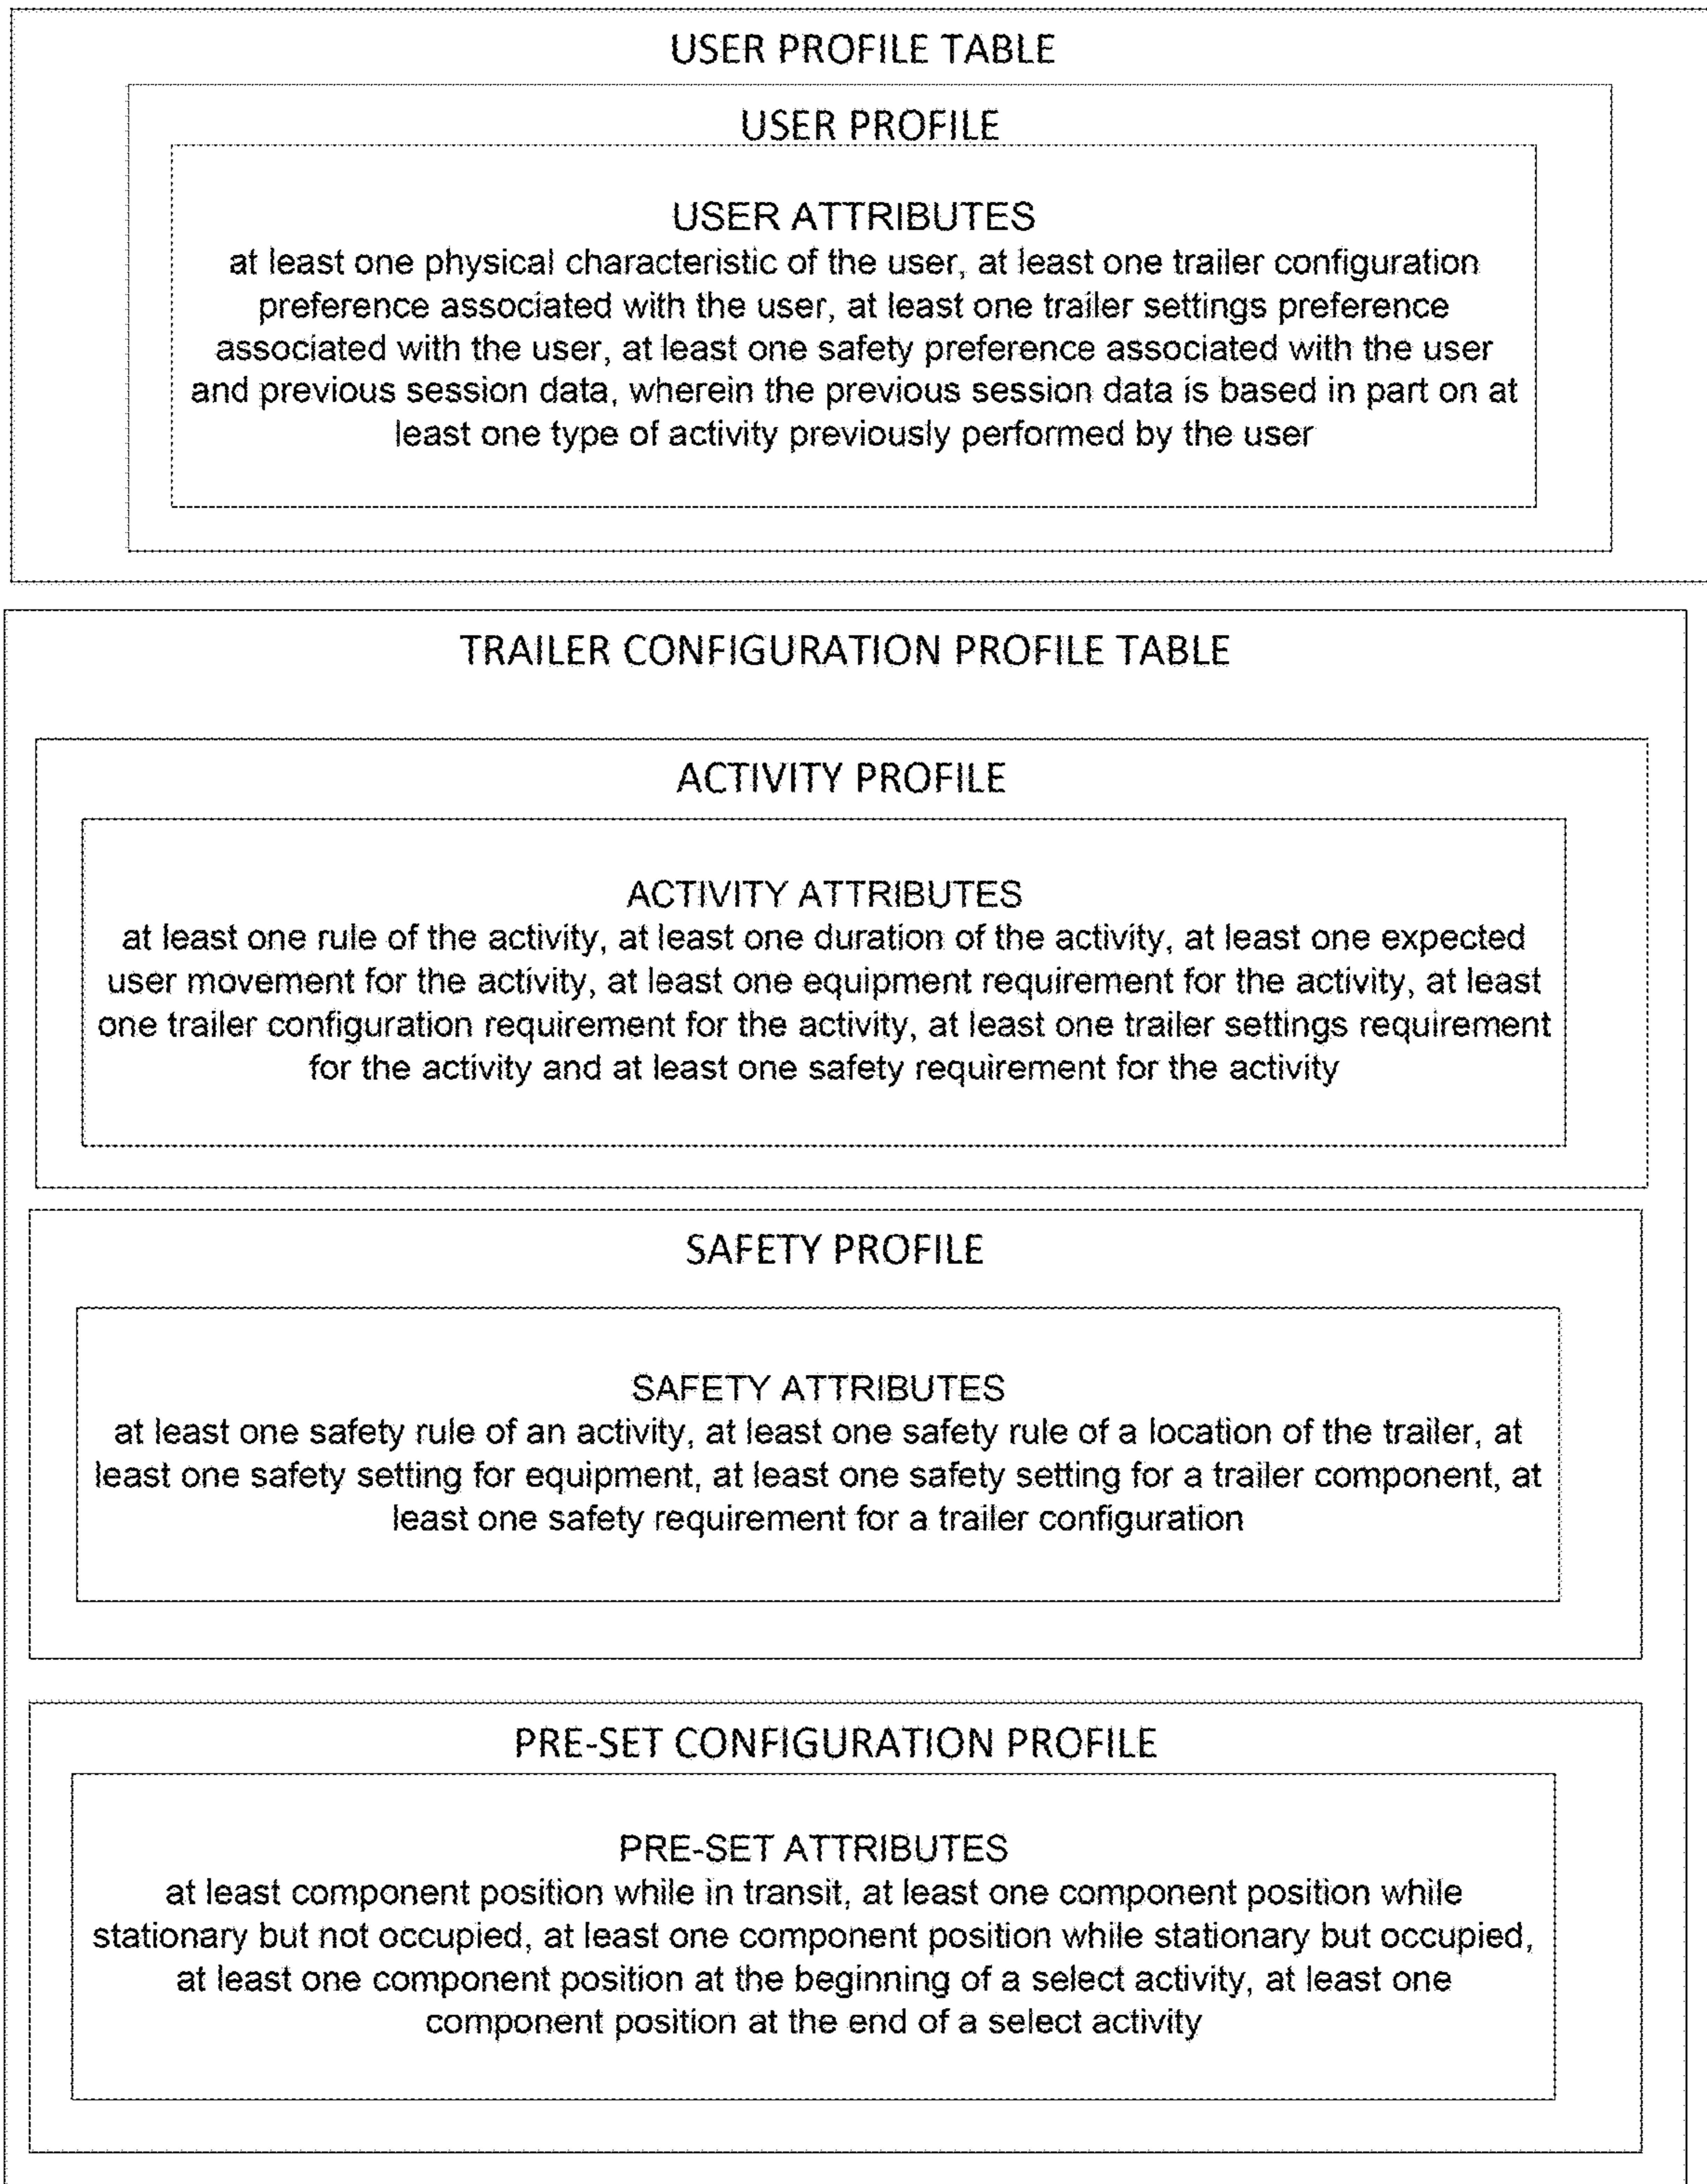 USER PROFILE TABLE
USER PROFILE
USER ATTRIBUTES
at least one physical characteristic of the user, at least one trailer configuration
preference associated with the user, at least one trailer settings preference
associated with the user, at least one safety preference associated with the user
and previous session data, wherein the previous session data is based in part on at
least one type of activity previously performed by the user
TRAILER CONFIGURATION PROFILE TABLE
ACTIVITY PROFILE
ACTIVITY ATTRIBUTES
at least one rule of the activity, at least one duration of the activity, at least one expected
user movement for the activity, at least one equipment requirement for the activity, at least
one trailer configuration requirement for the activity, at least one trailer settings requirement
for the activity and at least one safety requirement for the activity
SAFETY PROFILE
SAFETY ATTRIBUTES
at least one safety rule of an activity, at least one safety rule of a location of the trailer, at
least one safety setting for equipment, at least one safety setting for a trailer component, at
least one safety requirement for a trailer configuration
PRE-SET CONFIGURATION PROFILE
PRE-SET ATTRIBUTES
at least component position while in transit, at least one component position while
stationary but not occupied, at least one component position while stationary but occupied,
at least one component position at the beginning of a select activity, at least one
component position at the end of a select activity